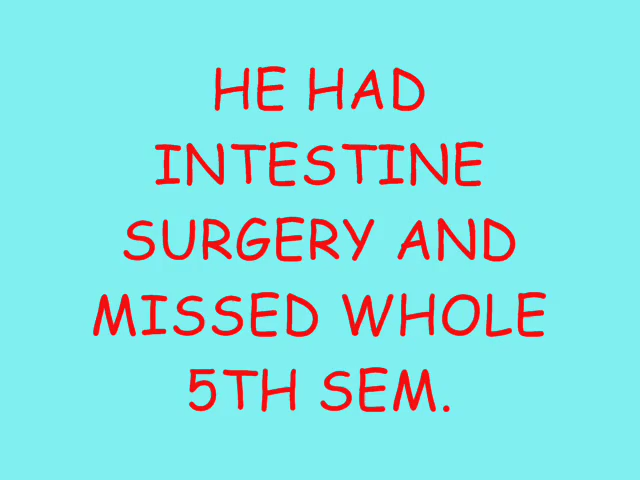 HE HAD
INTESTINE
SURGERY AND
MISSED WHOLE
5TH SEM.